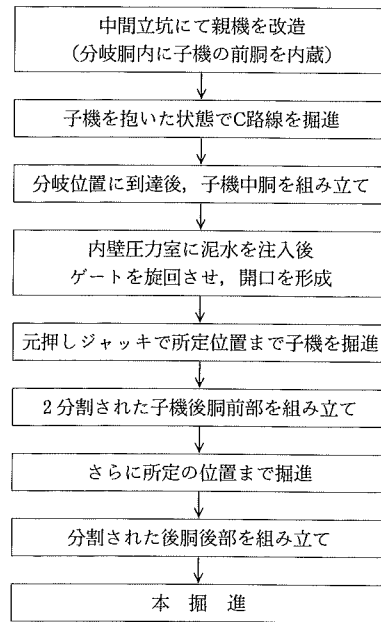 中間立坑にて親機を改造
(分岐胴内に子機の前胴を内蔵)
子機を抱いた状態でC路線を掘進
分岐位置に到達後,子機中胴を組み立て
内壁圧力室に泥水を注入後
ゲートを旋回させ,開口を形成
元押しジャッキで所定位置まで子機を掘進
2分割された子機後胴前部を組み立て
さらに所定の位置まで掘進
分割された後胴後部を組み立て
本掘進